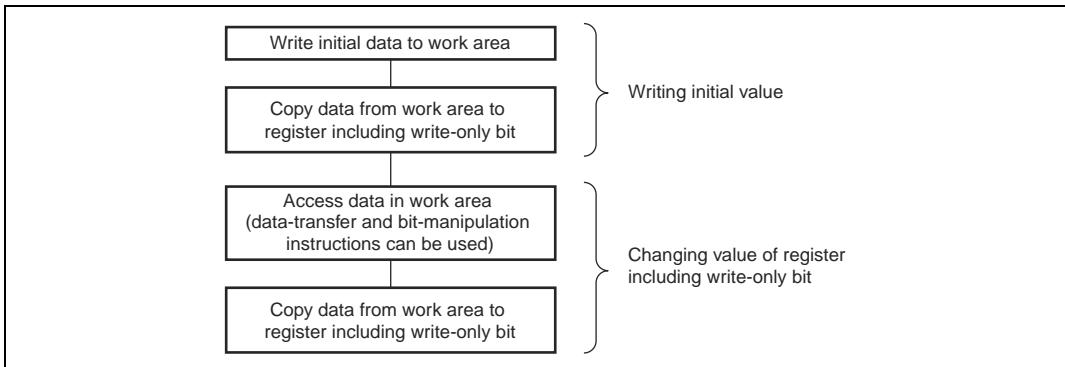 Write initial data to work area
Copy data from work area to
register including write-only bit
Writing initial value
Access data in work area
(data-transfer and bit-manipulation
instructions can be used)
Copy data from work area to
register including write-only bit
Changing value of register
including write-only bit